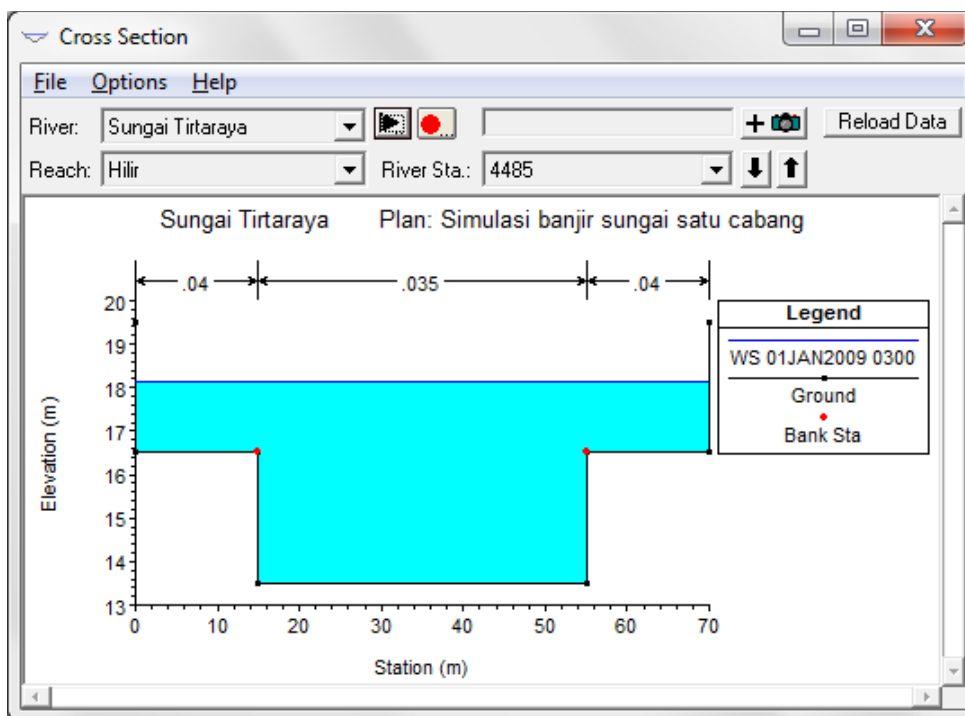 Cross Section
File Options Help
River: Sungai Tirtaraya Reload Data
Reach: Hilir River Sta.: 4485
Sungai Tirtaraya Plan: Simulasi banjir sungai satu cabang
.04 .035 .04
20
19
18
17
16
15
14
13
Elevation (m)
0 10 20 30 40 50 60 70
Station (m)
Legend
WS 01JAN2009 0300
Ground
Bank Sta